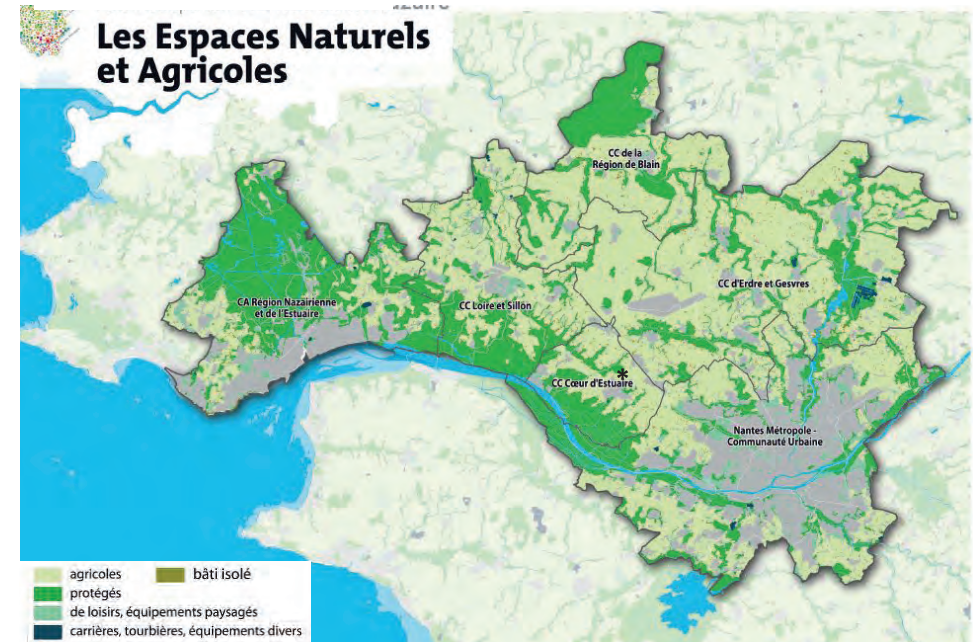 Les Espaces Naturels
et Agricoles
CC de la
Région de Blain
CC d'Erdre et Gesvres
CA Région Nazairienne
et de l'Estuaire
CC Loire et Sillon
CC Cœur d'Estuaire
*
Nantes Métropole -
Communauté Urbaine
agricoles
bâti isolé
protégés
de loisirs, équipements paysagés
carrières, tourbières, équipements divers